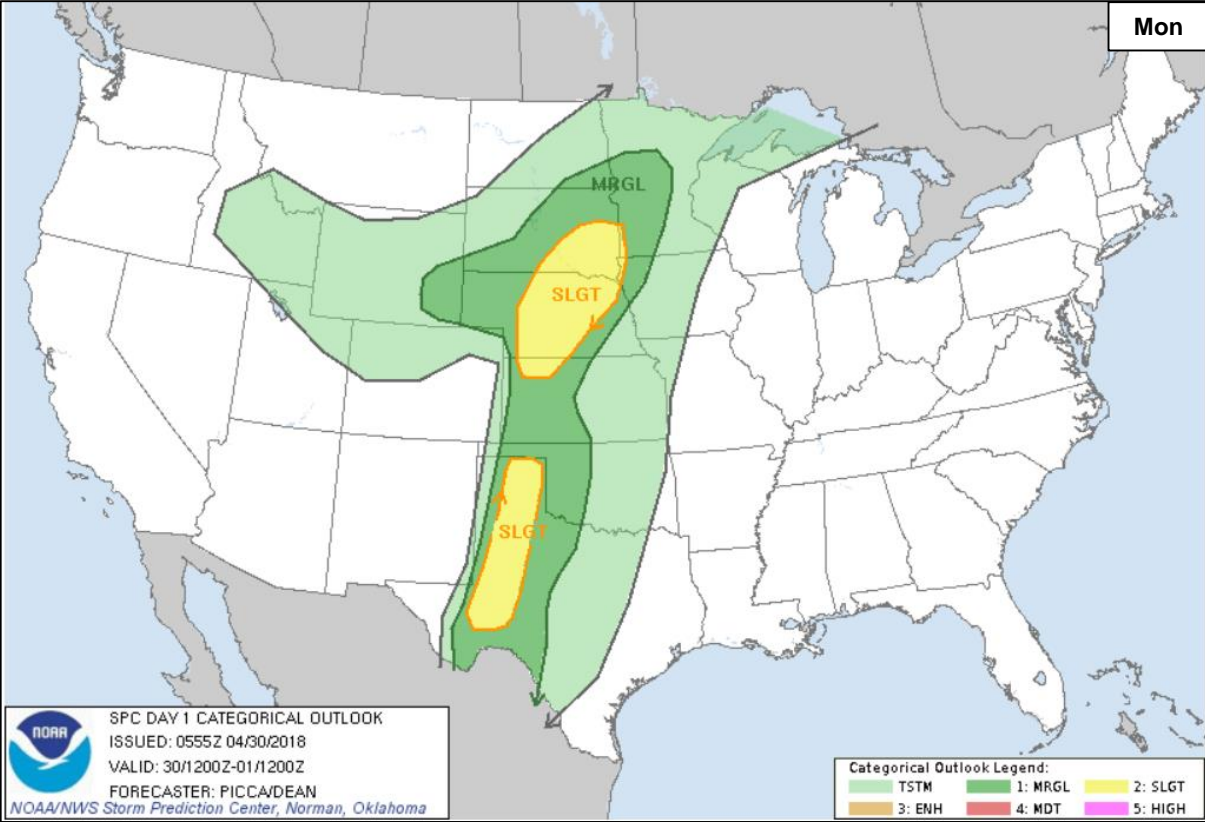 Mon
MRGL
SLGT
SLGT
NOAA
SPC DAY 1 CATEGORICAL OUTLOOK
ISSUED: 0555Z 04/30/2018
VALID: 30/1200Z-01/1200Z
FORECASTER: PICCA/DEAN
NOAA/NWS Storm Prediction Center, Norman, Oklahoma
Categorical Outlook Legend:
TSTM 1: MRGL 2: SLGT
3: ENH 4: MDT 5: HIGH